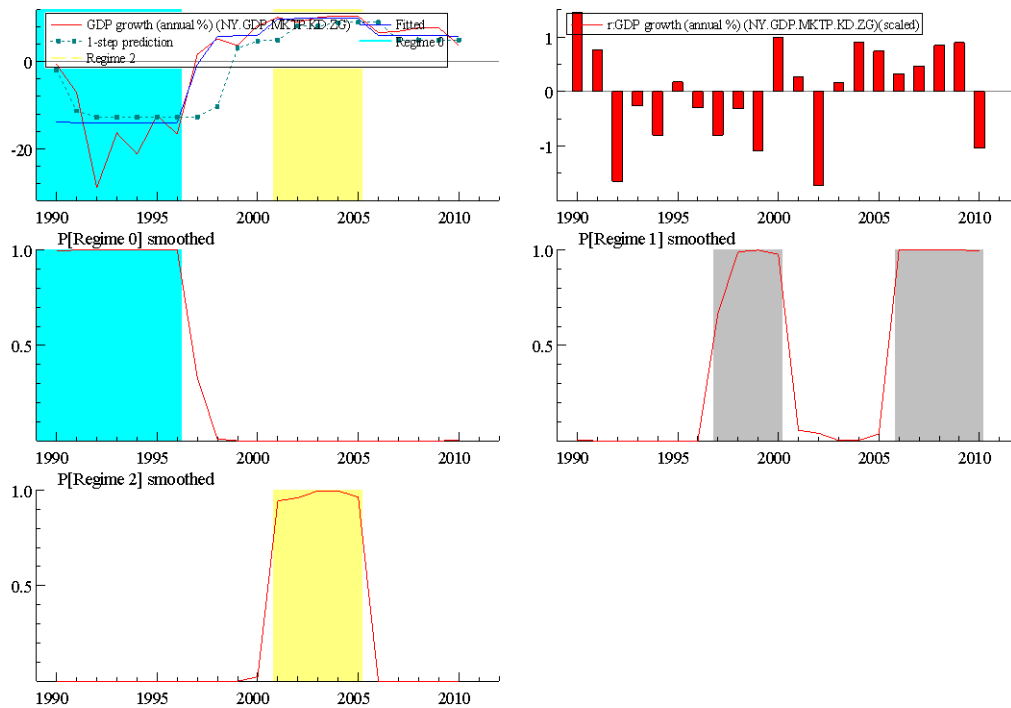 GDP growth (annual %) (NY.GDP.MKTP.KD.ZG) Fitted
1-step prediction Regime 0
Regime 2
0
-20
1990 1995 2000 2005 2010
r:GDP growth (annual %) (NY.GDP.MKTP.KD.ZG)(scaled)
1
0
-1
1990 1995 2000 2005 2010
P[Regime 0] smoothed
1.0
0.5
1990 1995 2000 2005 2010
P[Regime 1] smoothed
1.0
0.5
1990 1995 2000 2005 2010
P[Regime 2] smoothed
1.0
0.5
1990 1995 2000 2005 2010